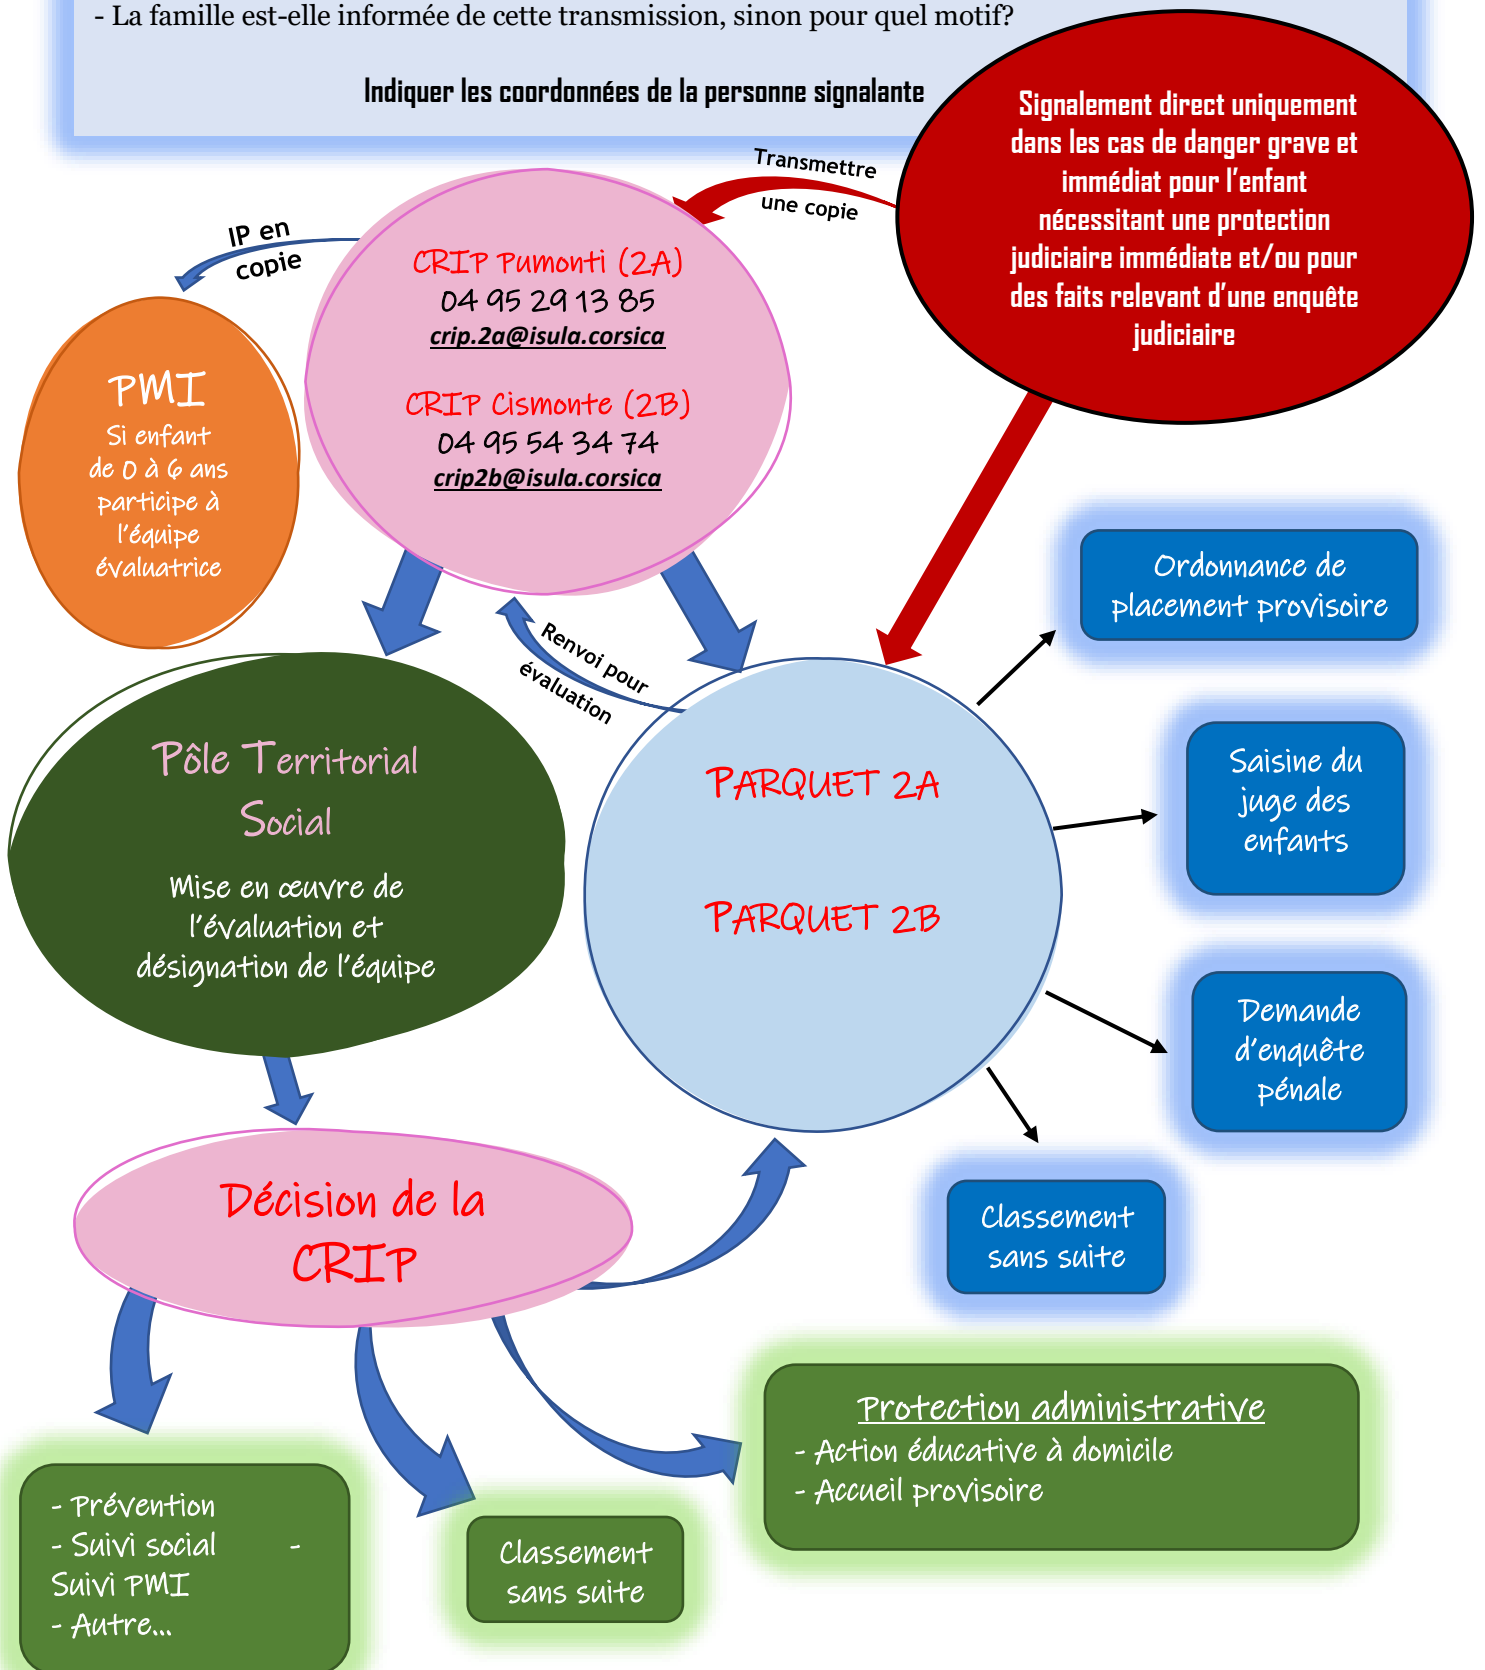 - La famille est-elle informée de cette transmission, sinon pour quel motif?
Indiquer les coordonnées de la personne signalante
Signalement direct uniquement
dans les cas de danger grave et
immédiat pour l'enfant
nécessitant une protection
judiciaire immédiate et/ou pour
des faits relevant d'une enquête
judiciaire
Transmettre
une copie
IP en
copie
CRIP Pumonti (2A)
04 95 29 13 85
crip.2a@isula.corsica
CRIP Cismonte (2B)
04 95 54 34 74
crip2b@isula.corsica
PMI
Si enfant
de 0 à 6 ans
participe à
l'équipe
évaluatrice
Renvoi pour
évaluation
Ordonnance de
placement provisoire
Pôle Territorial
Social
Mise en œuvre de
l'évaluation et
désignation de l'équipe
PARQUET 2A
PARQUET 2B
Saisine du
juge des
enfants
Demande
d'enquête
pénale
Classement
sans suite
Décision de la
CRIP
Protection administrative
- Action éducative à domicile
- Accueil provisoire
- Prévention
- Suivi social -
Suivi PMI
- Autre...
Classement
sans suite